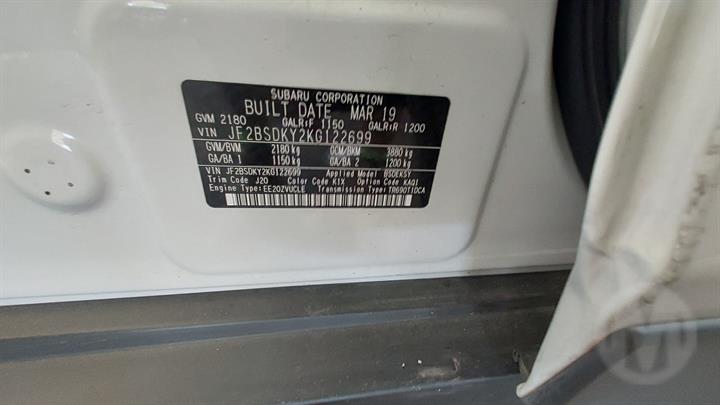 SUBARU CORPORATION
BUILT DATE MAR 19
GVM 2180 GALR:F 1150 GALR:R 1200
VIN JF2BSDKY2KG122699
GVM/BVM 2180 kg GCM/BKM 3880 kg
GA/BA 1 1150 kg GA/BA 2 1200 kg
VIN JF2BSDKY2KG122699 Applied Model BSDEKSY
Trim Code J20 Color Code K1X Option Code KAQ1
Engine Type:EE20ZVUCLE Transmission Type:TR690TIDCA
M